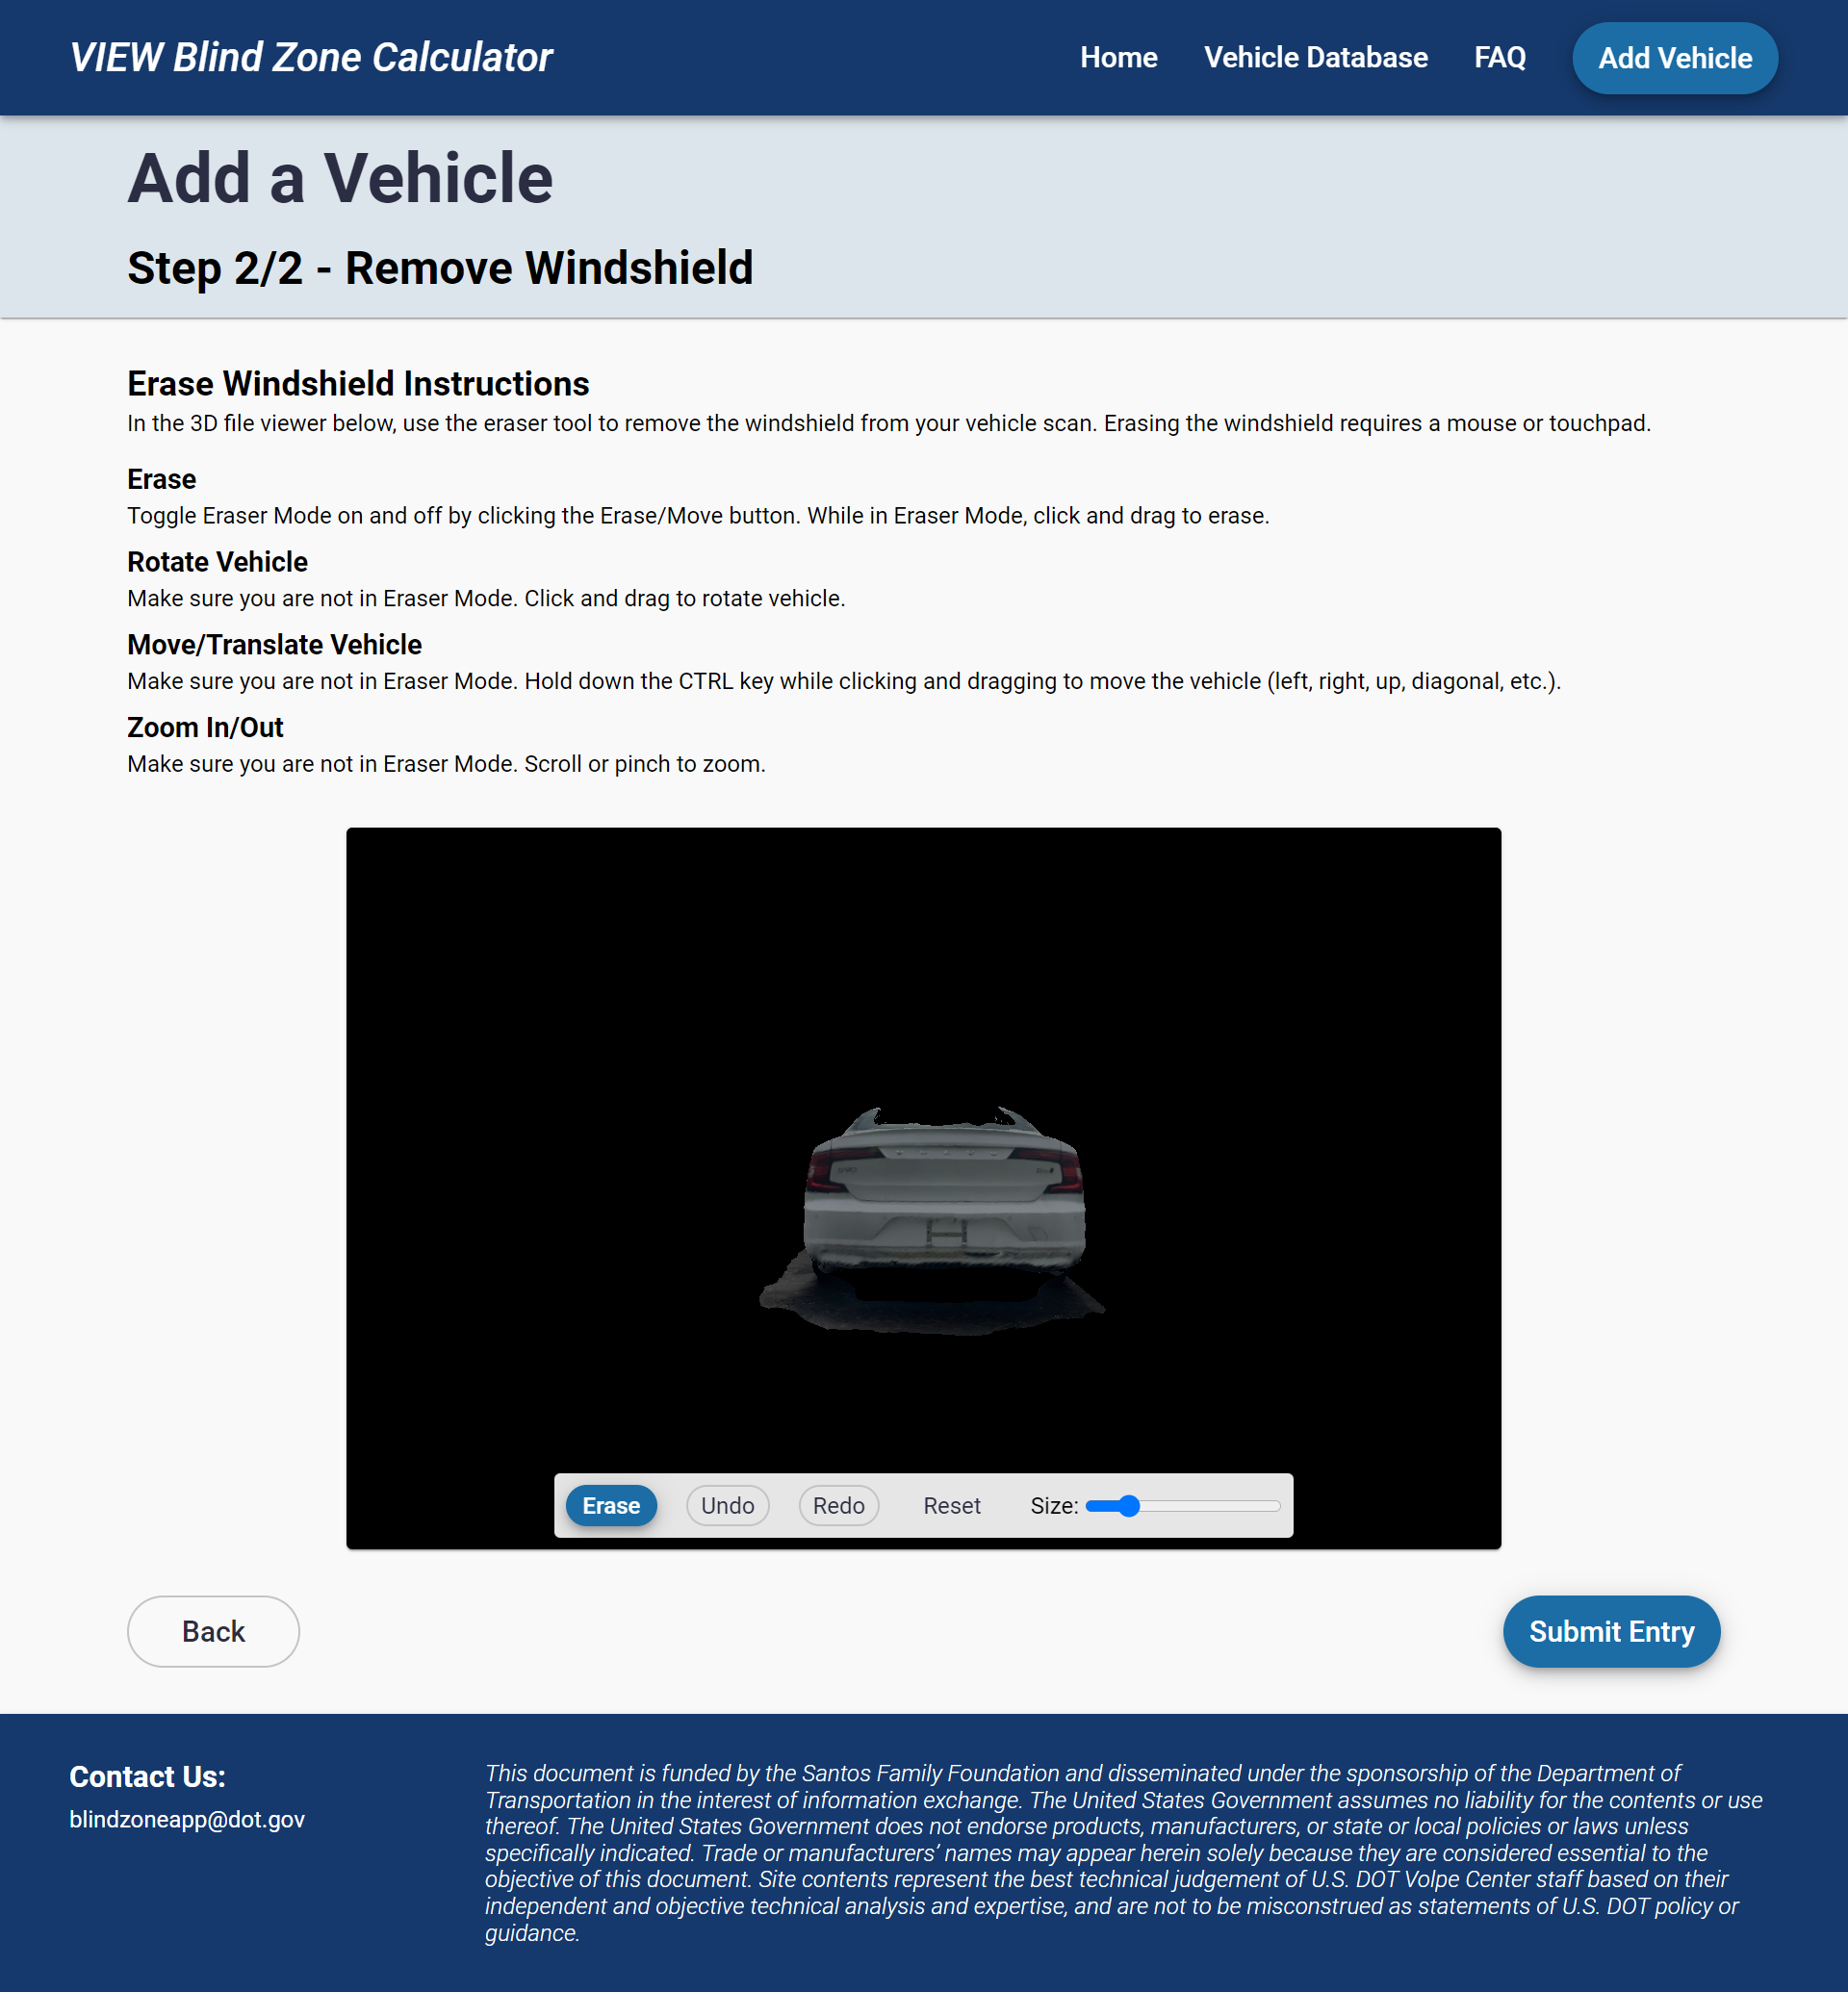 VIEW Blind Zone Calculator
Home
Vehicle Database
FAQ
Add Vehicle
Add a Vehicle
Step 2/2 - Remove Windshield
Erase Windshield Instructions
In the 3D file viewer below, use the eraser tool to remove the windshield from your vehicle scan. Erasing the windshield requires a mouse or touchpad.
Erase
Toggle Eraser Mode on and off by clicking the Erase/Move button. While in Eraser Mode, click and drag to erase.
Rotate Vehicle
Make sure you are not in Eraser Mode. Click and drag to rotate vehicle.
Move/Translate Vehicle
Make sure you are not in Eraser Mode. Hold down the CTRL key while clicking and dragging to move the vehicle (left, right, up, diagonal, etc.).
Zoom In/Out
Make sure you are not in Eraser Mode. Scroll or pinch to zoom.
Erase
Undo
Redo
Reset
Size:
Back
Submit Entry
Contact Us:
blindzoneapp@dot.gov
This document is funded by the Santos Family Foundation and disseminated under the sponsorship of the Department of
Transportation in the interest of information exchange. The United States Government assumes no liability for the contents or use
thereof. The United States Government does not endorse products, manufacturers, or state or local policies or laws unless
specifically indicated. Trade or manufacturers’ names may appear herein solely because they are considered essential to the
objective of this document. Site contents represent the best technical judgement of U.S. DOT Volpe Center staff based on their
independent and objective technical analysis and expertise, and are not to be misconstrued as statements of U.S. DOT policy or
guidance.